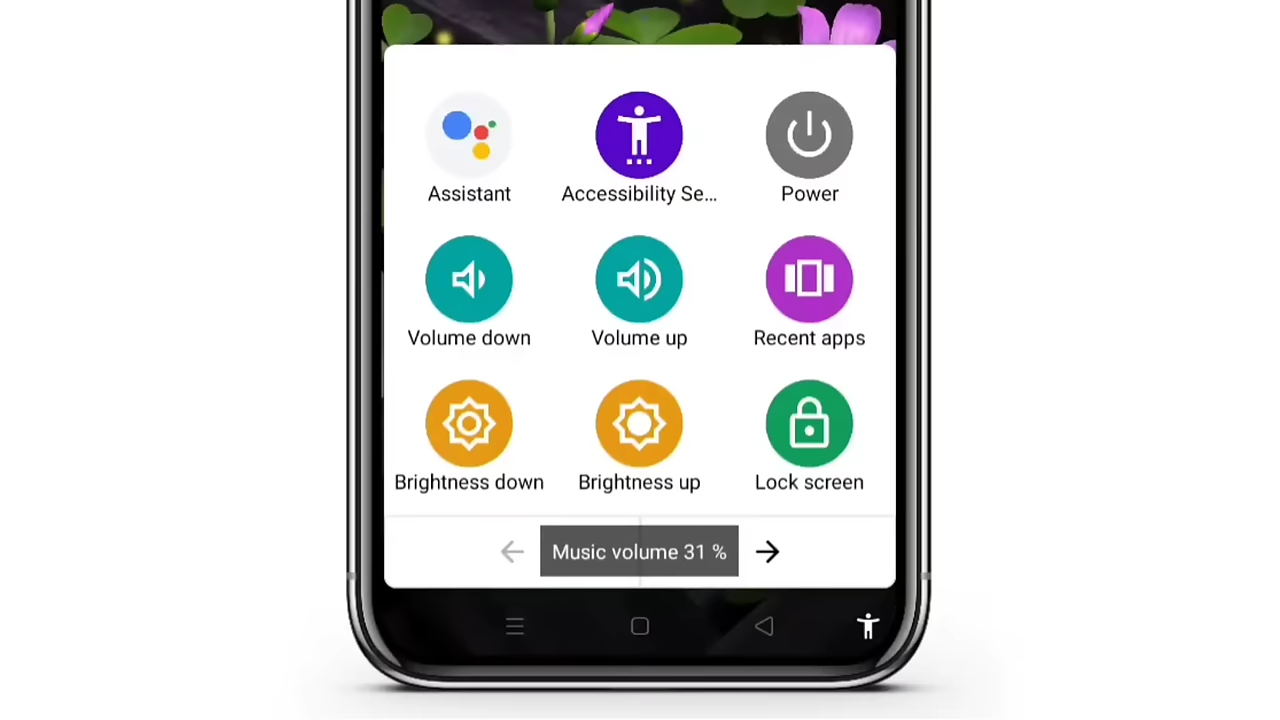 Assistant
Accessibility Se...
Power
Volume down
Volume up
Recent apps
Brightness down
Brightness up
Lock screen
Music volume 31 %